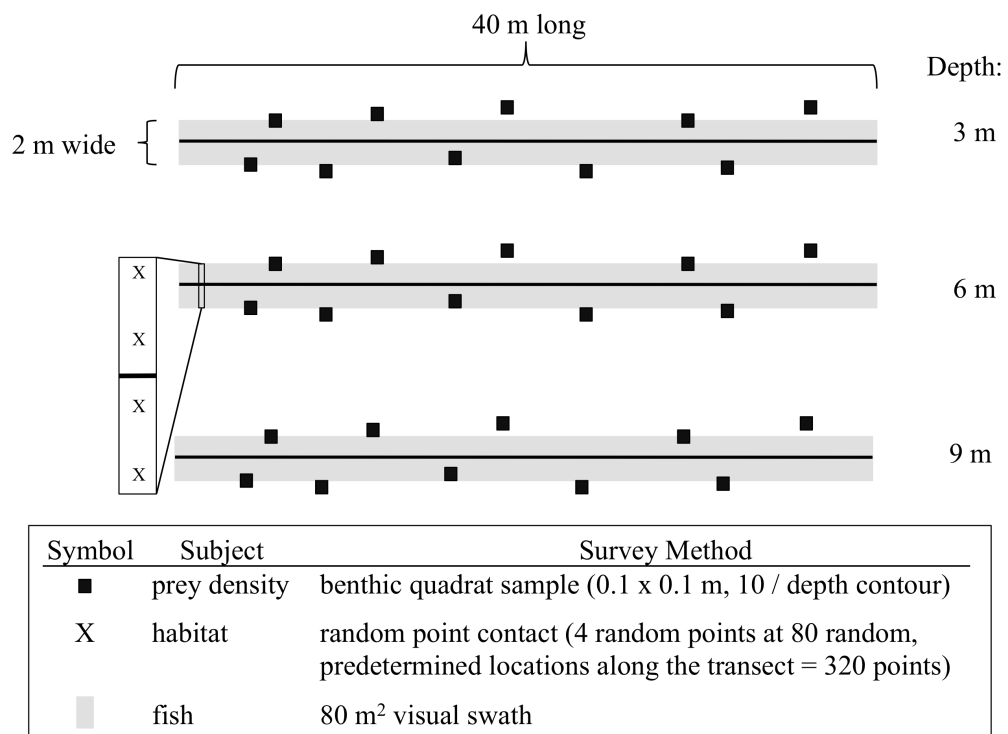 40 m long
Depth:
2 m wide
3 m
X
X
6 m
X
X
9 m
Symbol Subject Survey Method
prey density benthic quadrat sample (0.1 x 0.1 m, 10 / depth contour)
X habitat random point contact (4 random points at 80 random,
predetermined locations along the transect = 320 points)
fish 80 m² visual swath